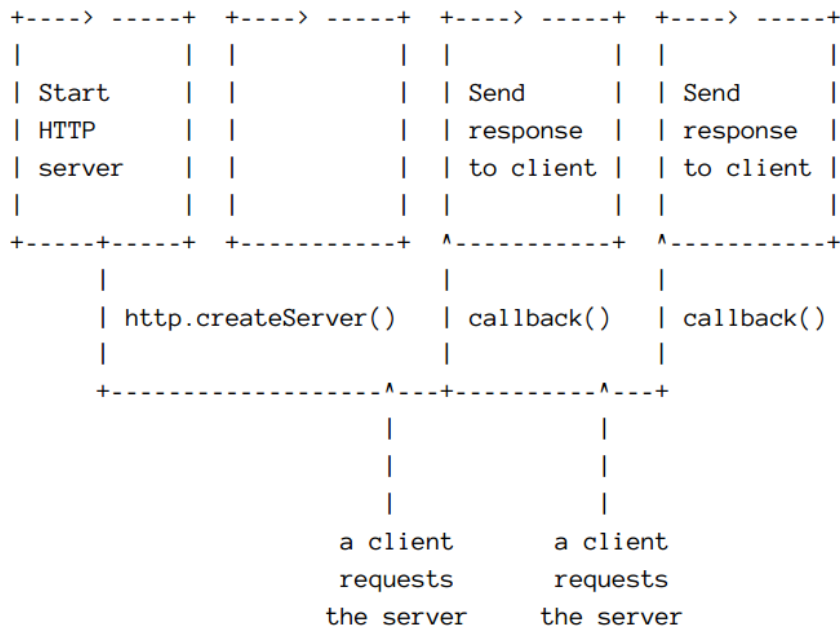 +----> -----+  +----> -----+  +----> -----+  +----> -----+
|           |  |           |  |           |  |           |
| Start     |  |           |  | Send      |  | Send      |
| HTTP      |  |           |  | response  |  | response  |
| server    |  |           |  | to client |  | to client |
|           |  |           |  |           |  |           |
+-----+-----+  +-----------+  ^-----------+  ^-----------+
      |                       |              |
      | http.createServer()   | callback()   | callback()
      |                       |              |
      +-------------------^---+----------^---+
                          |              |
                          |              |
                          |              |
                       a client       a client
                       requests       requests
                      the server     the server